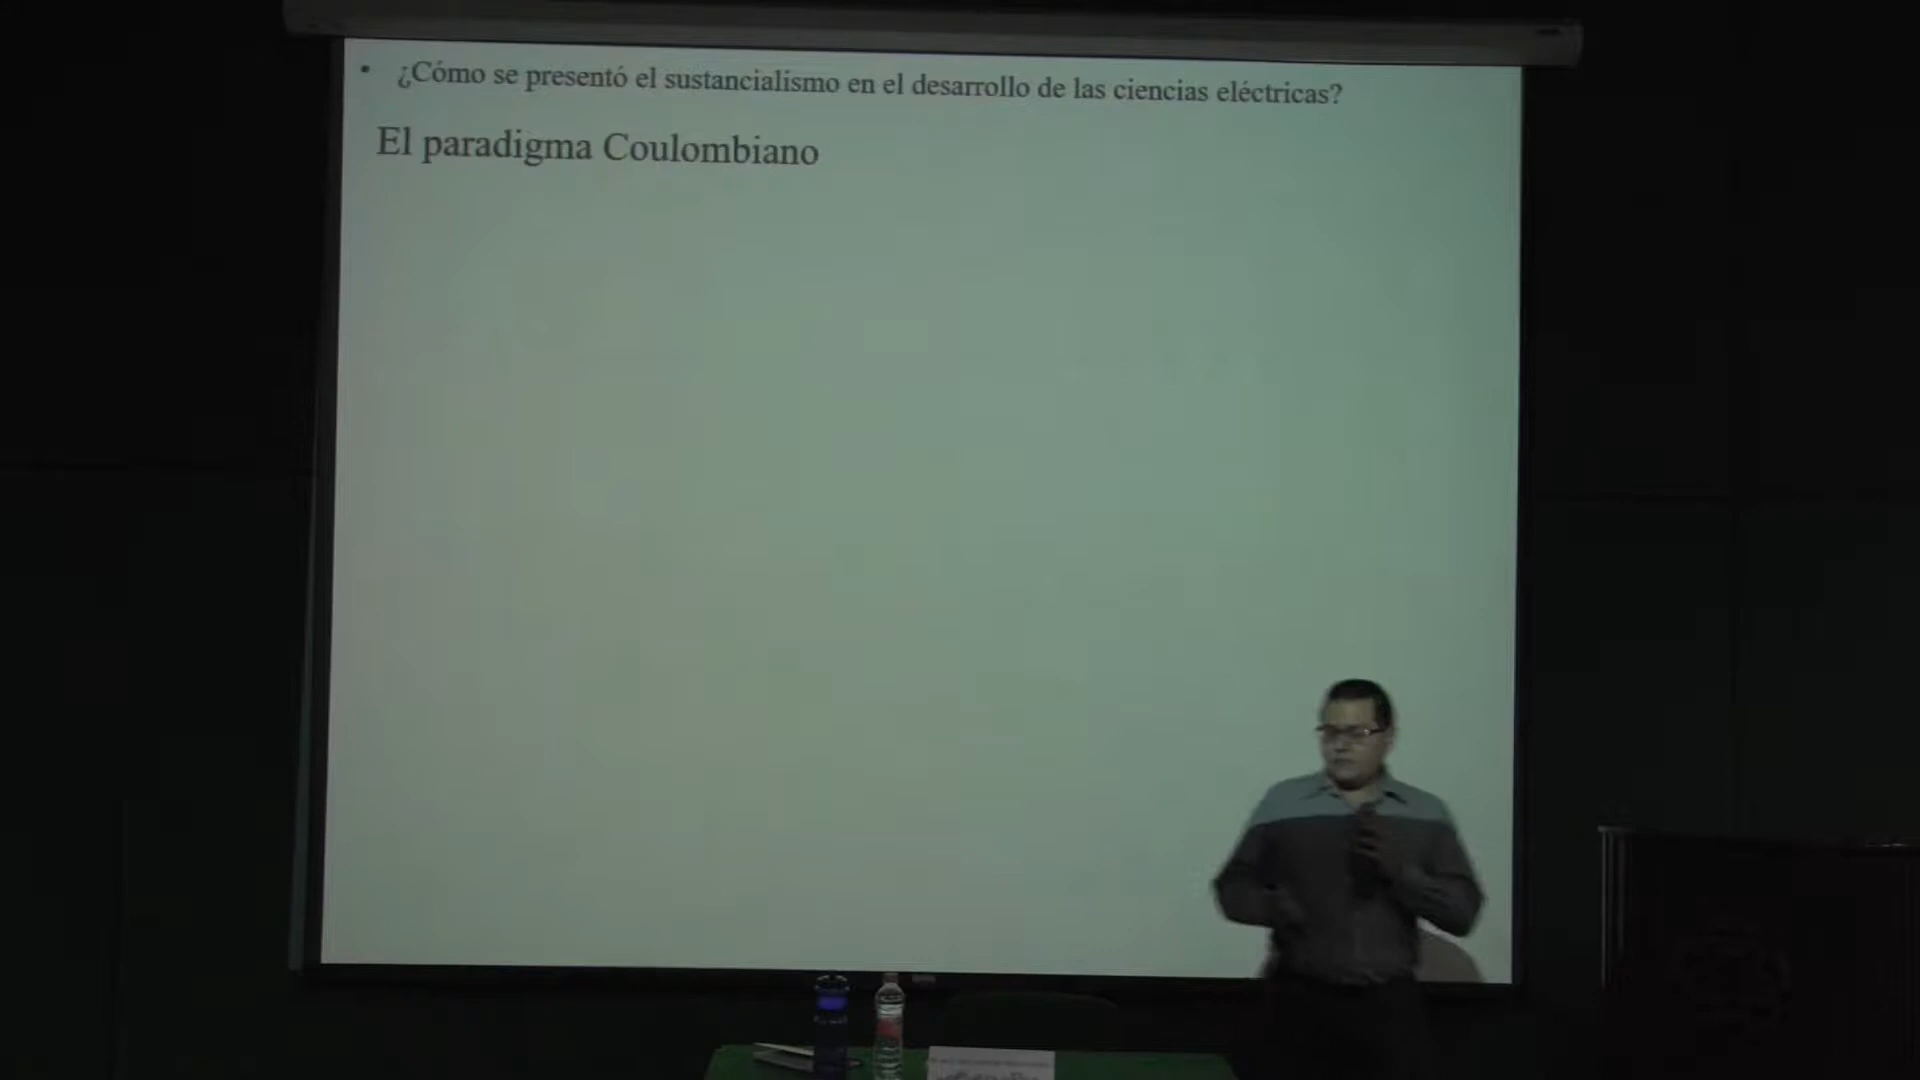 • ¿Cómo se presentó el sustancialismo en el desarrollo de las ciencias eléctricas?
El paradigma Coulombiano